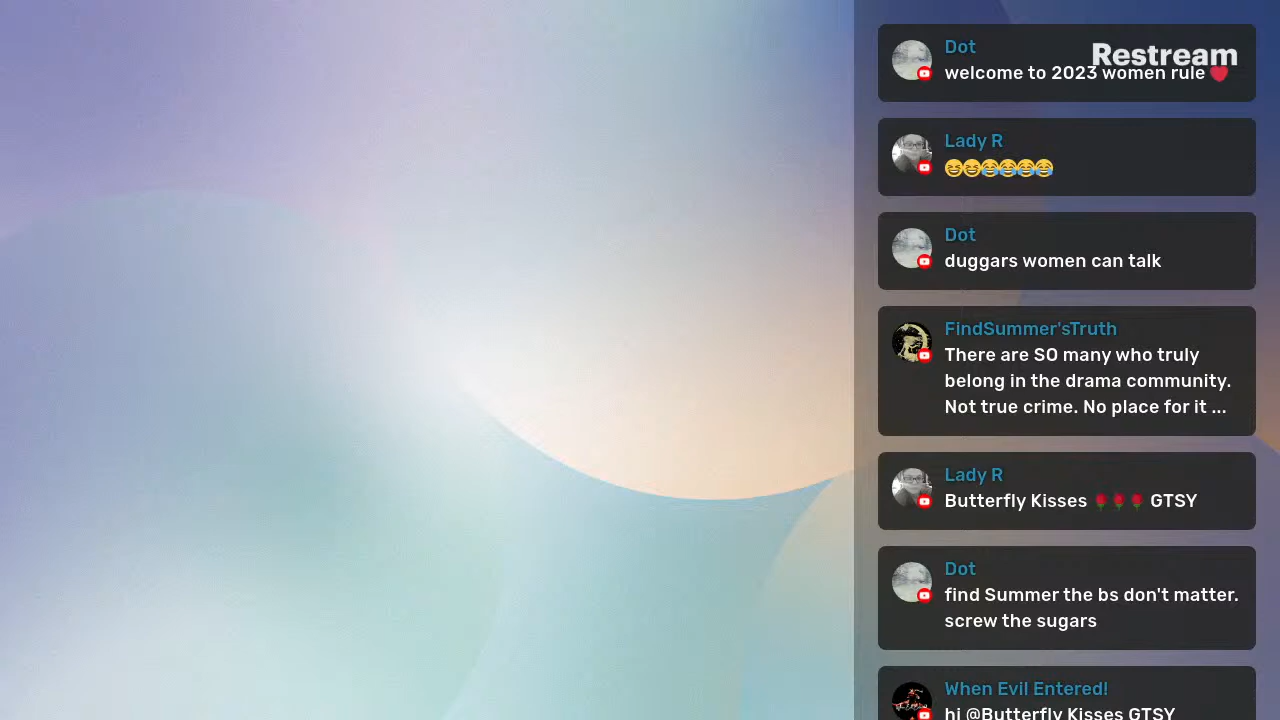 Dot
Restream
welcome to 2023 women rule ❤️
Lady R
😆😆😂😂😂😂
Dot
duggars women can talk
FindSummer'sTruth
There are SO many who truly
belong in the drama community.
Not true crime. No place for it ...
Lady R
Butterfly Kisses 🌹🌹🌹 GTSY
Dot
find Summer the bs don't matter.
screw the sugars
When Evil Entered!
hi @Butterfly Kisses GTSY